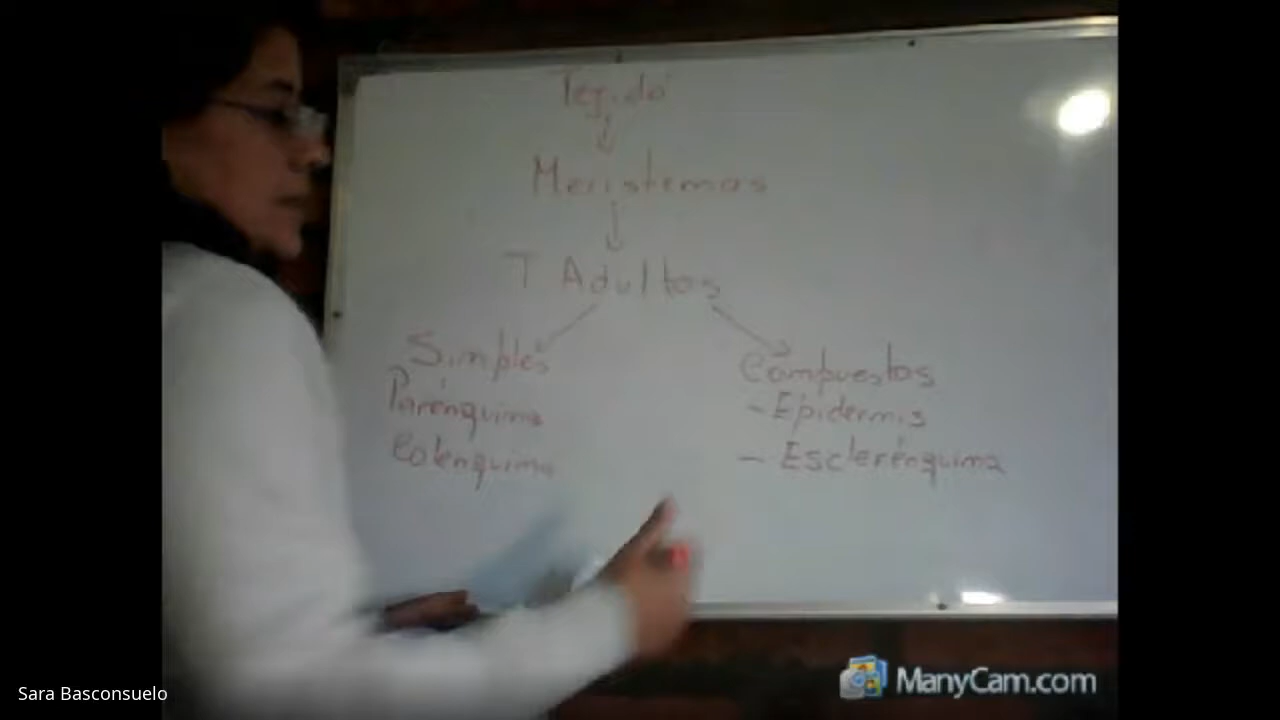 Tejido
Meristemas
T Adultos
Simples
Parénquima
Colénquima
Compuestos
- Epidermis
- Esclerénquima
Sara Basconsuelo
ManyCam.com